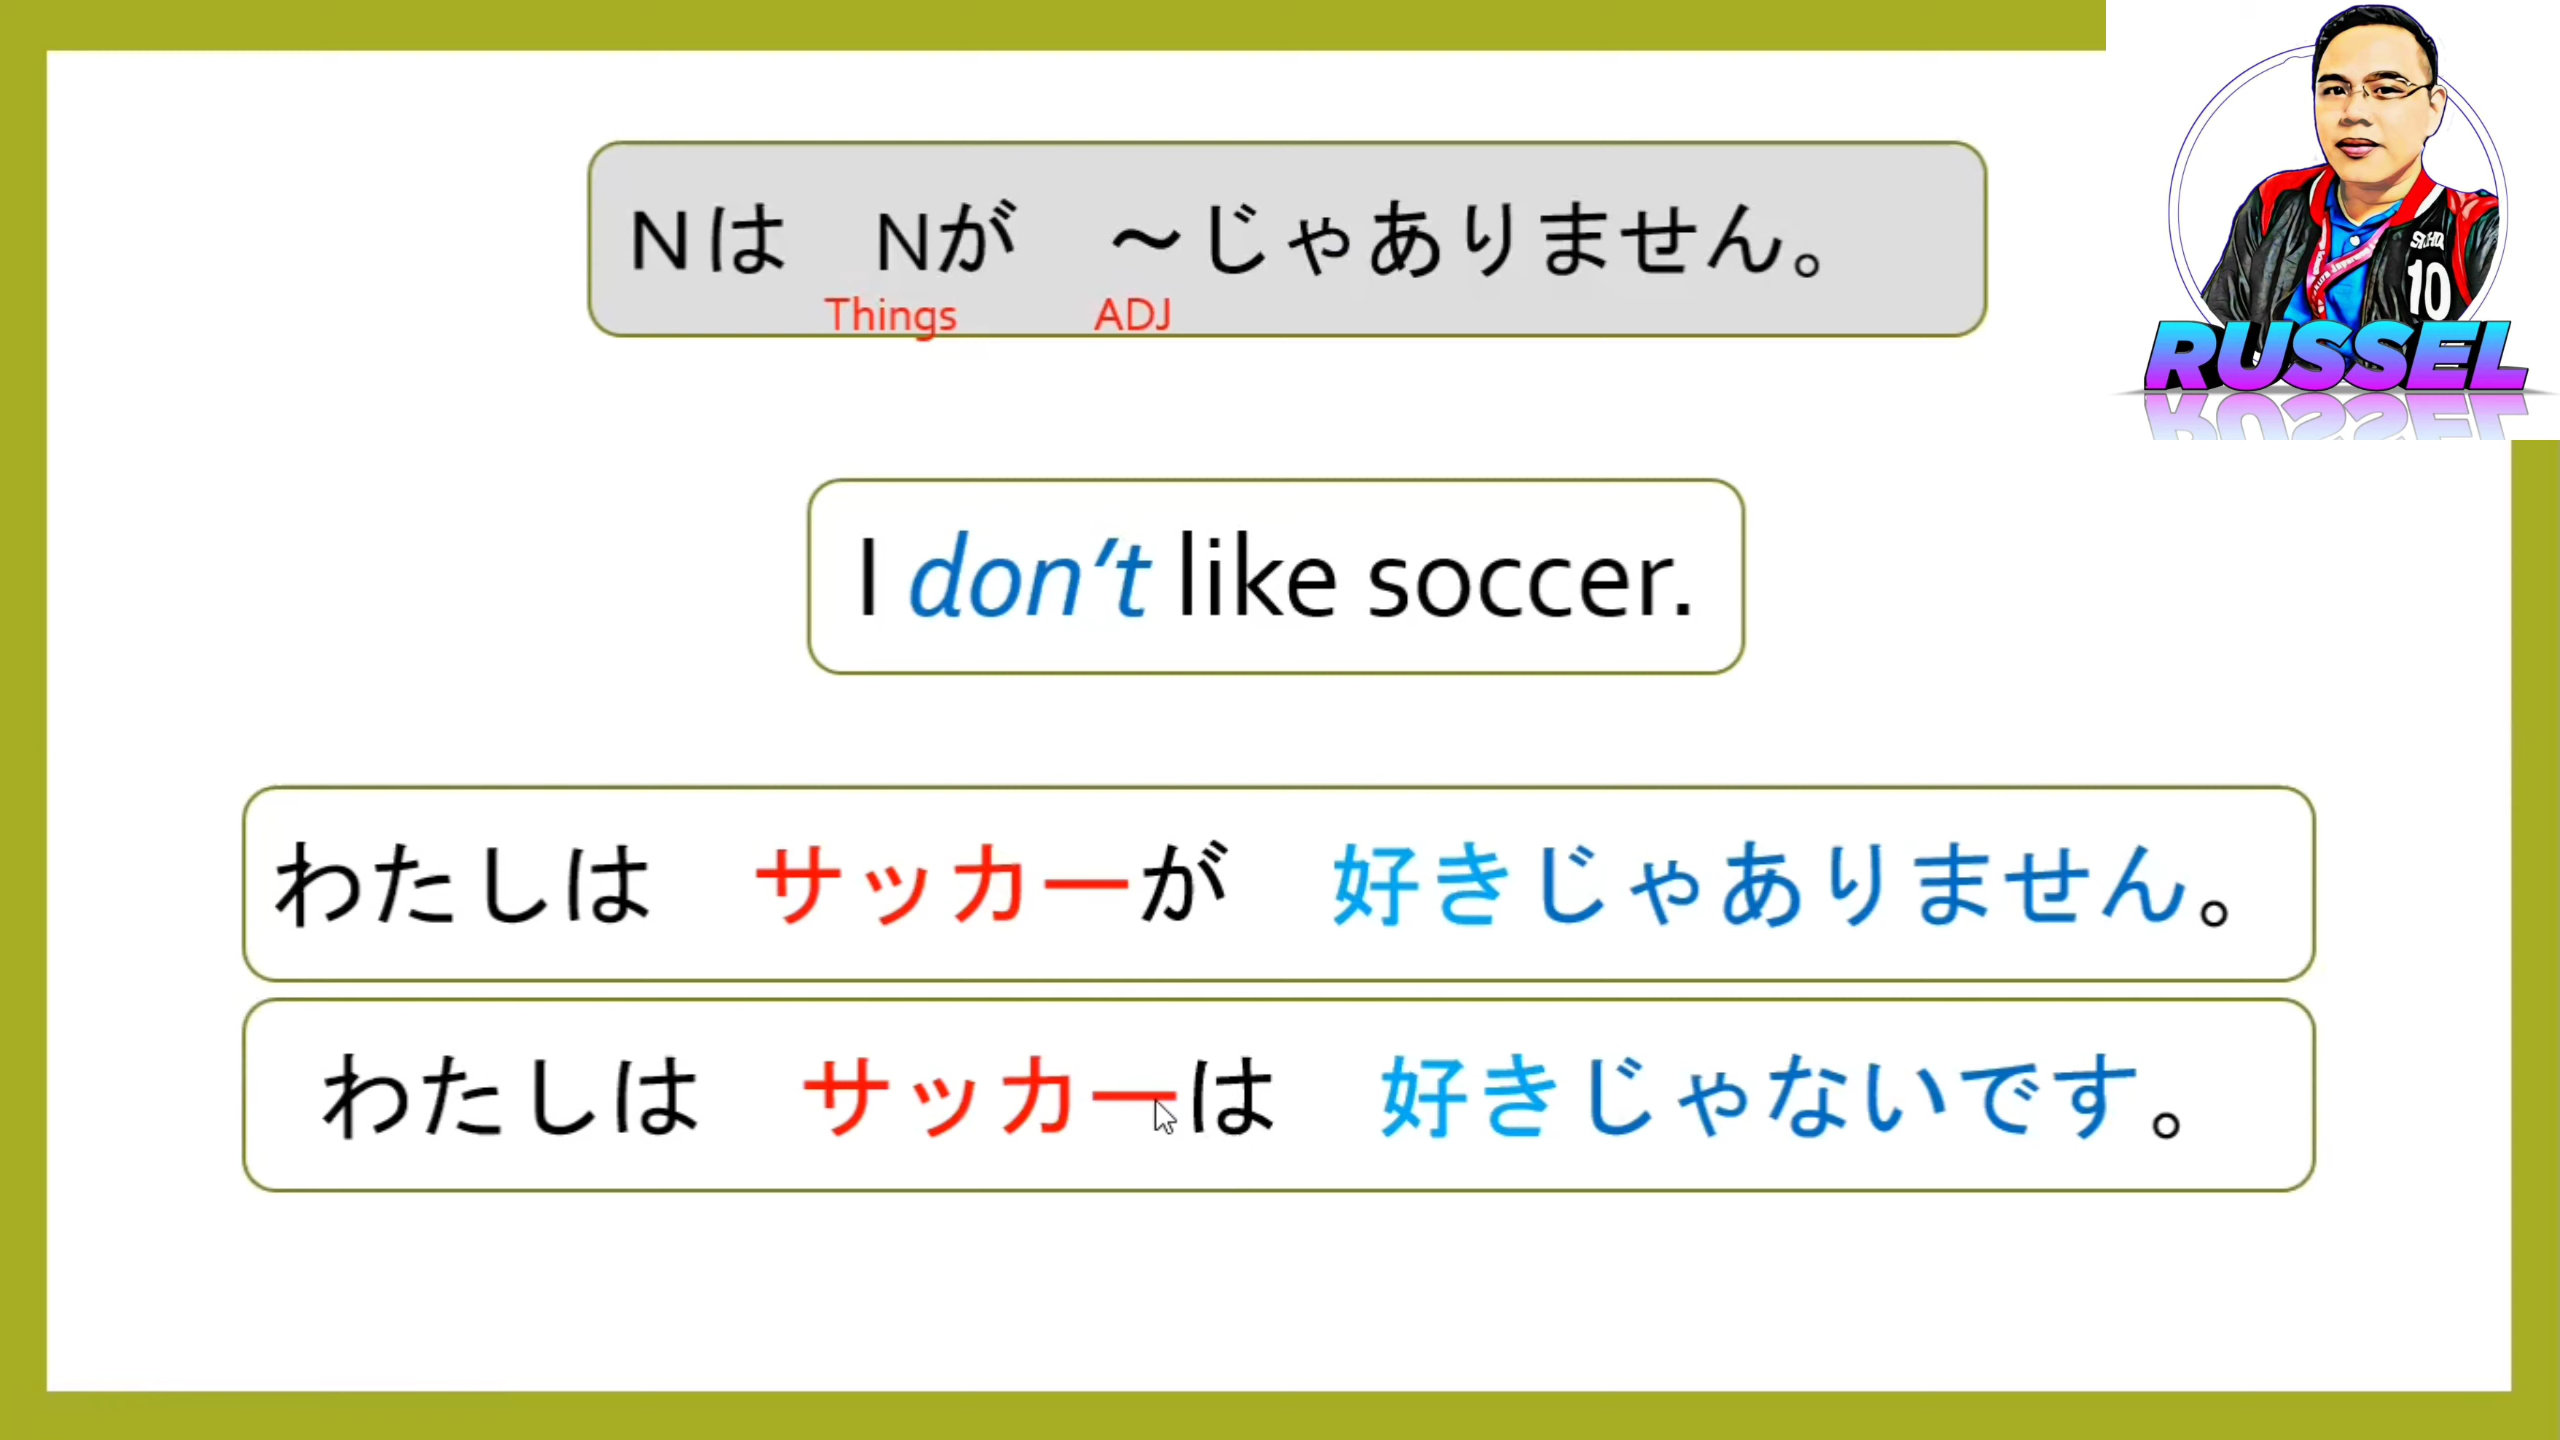 Nは　Nが　～じゃありません。
Things　ADJ
I don't like soccer.
わたしは　サッカーが　好きじゃありません。
わたしは　サッカーは　好きじゃないです。
10
RUSSEL